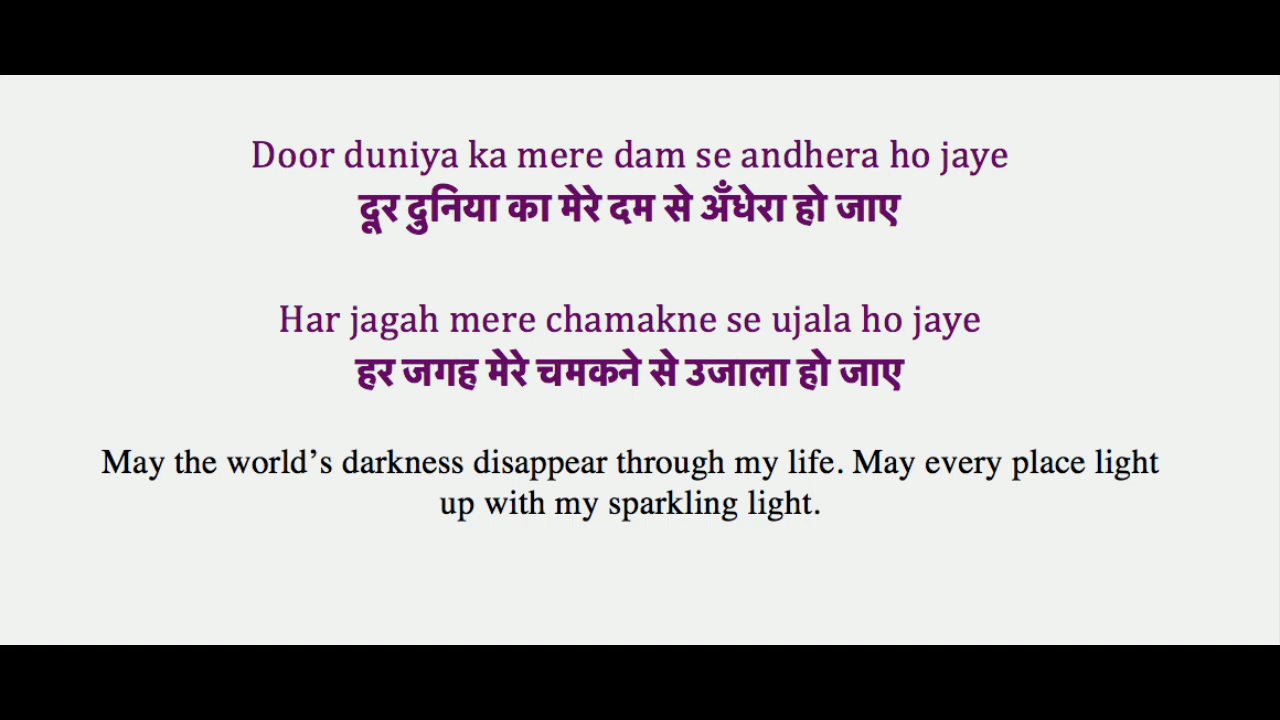 Door duniya ka mere dam se andhera ho jaye
दूर दुनिया का मेरे दम से अँधेरा हो जाए
Har jagah mere chamakne se ujala ho jaye
हर जगह मेरे चमकने से उजाला हो जाए
May the world’s darkness disappear through my life. May every place light
up with my sparkling light.